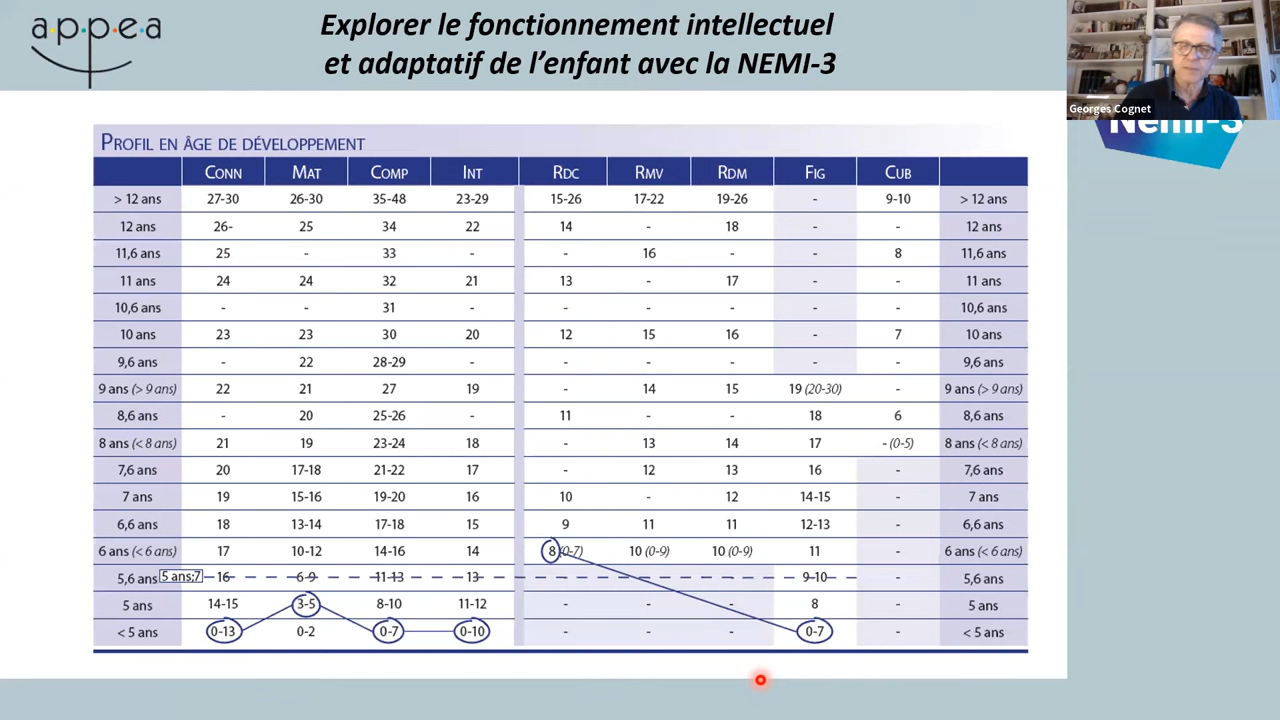 a·p·p·e·a
Explorer le fonctionnement intellectuel
et adaptatif de l'enfant avec la NEMI-3
Georges Cognet
Nemi-3
PROFIL EN ÂGE DE DÉVELOPPEMENT
CONN MAT COMP INT RDC RMV RDM FIG CUB
> 12 ans 27-30 26-30 35-48 23-29 15-26 17-22 19-26 - 9-10 > 12 ans
12 ans 26- 25 34 22 14 - 18 - - 12 ans
11,6 ans 25 - 33 - - 16 - - 8 11,6 ans
11 ans 24 24 32 21 13 - 17 - - 11 ans
10,6 ans - - 31 - - - - - - 10,6 ans
10 ans 23 23 30 20 12 15 16 - 7 10 ans
9,6 ans - 22 28-29 - - - - - - 9,6 ans
9 ans (> 9 ans) 22 21 27 19 - 14 15 19 (20-30) - 9 ans (> 9 ans)
8,6 ans - 20 25-26 - 11 - - 18 6 8,6 ans
8 ans (< 8 ans) 21 19 23-24 18 - 13 14 17 - (0-5) 8 ans (< 8 ans)
7,6 ans 20 17-18 21-22 17 - 12 13 16 - 7,6 ans
7 ans 19 15-16 19-20 16 10 - 12 14-15 - 7 ans
6,6 ans 18 13-14 17-18 15 9 11 11 12-13 - 6,6 ans
6 ans (< 6 ans) 17 10-12 14-16 14 8 (0-7) 10 (0-9) 10 (0-9) 11 - 6 ans (< 6 ans)
5,6 ans 5 ans;7 16 6-9 11-13 13 - - - 9-10 - 5,6 ans
5 ans 14-15 3-5 8-10 11-12 - - - 8 - 5 ans
< 5 ans 0-13 0-2 0-7 0-10 - - - 0-7 - < 5 ans